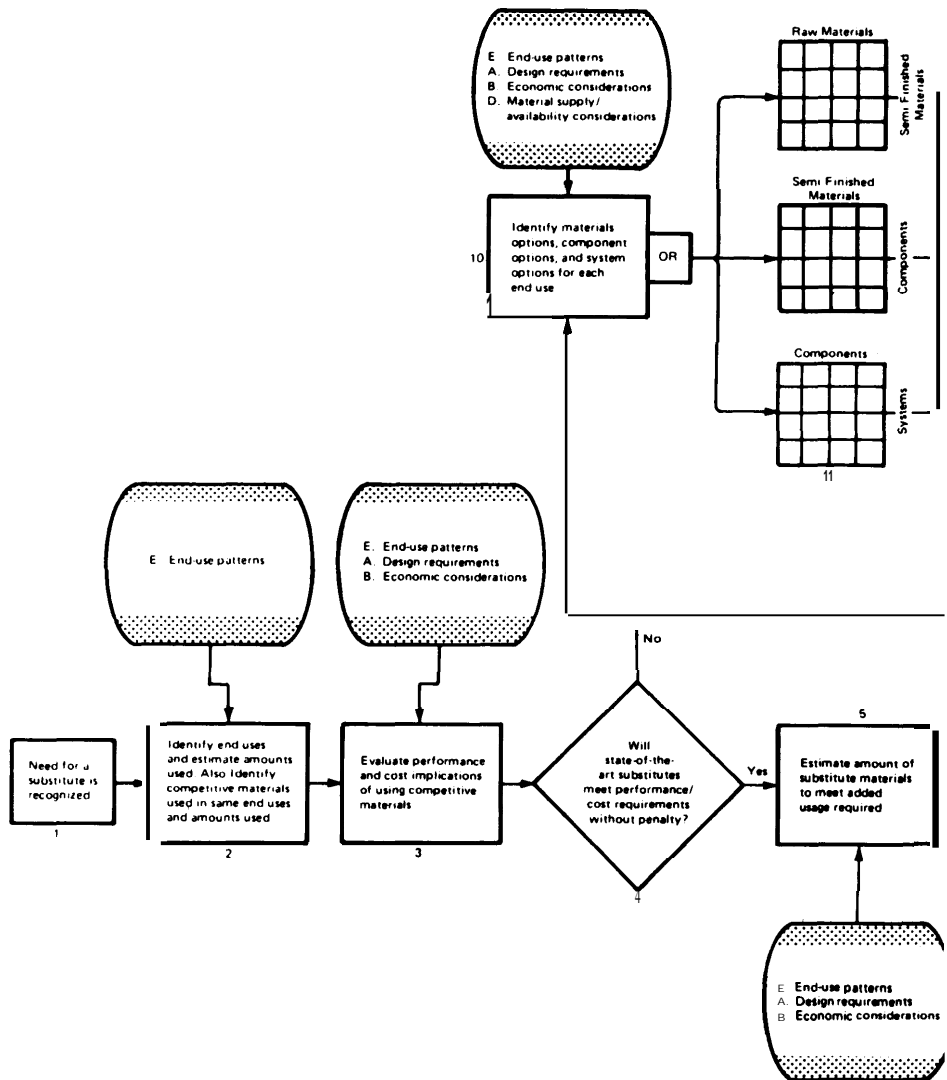 E End-use patterns
A. Design requirements
B. Economic considerations
D. Material supply/
availability considerations
Raw Materials
Semi Finished
Materials
10
Identify materials
options, component
options, and system
options for each
end use
OR
Semi Finished
Materials
Components
Components
Systems
11
E End-use patterns
E. End-use patterns
A. Design requirements
B. Economic considerations
No
Need for a
substitute is
recognized
1
Identify end uses
and estimate amounts
used. Also Identify
competitive materials
used in same end uses
and amounts used
2
Evaluate performance
and cost implications
of using competitive
materials
3
Will
state-of-the-
art substitutes
meet performance/
cost requirements
without penalty?
4
Yes
5
Estimate amount of
substitute materials
to meet added
usage required
E End-use patterns
A. Design requirements
B Economic considerations